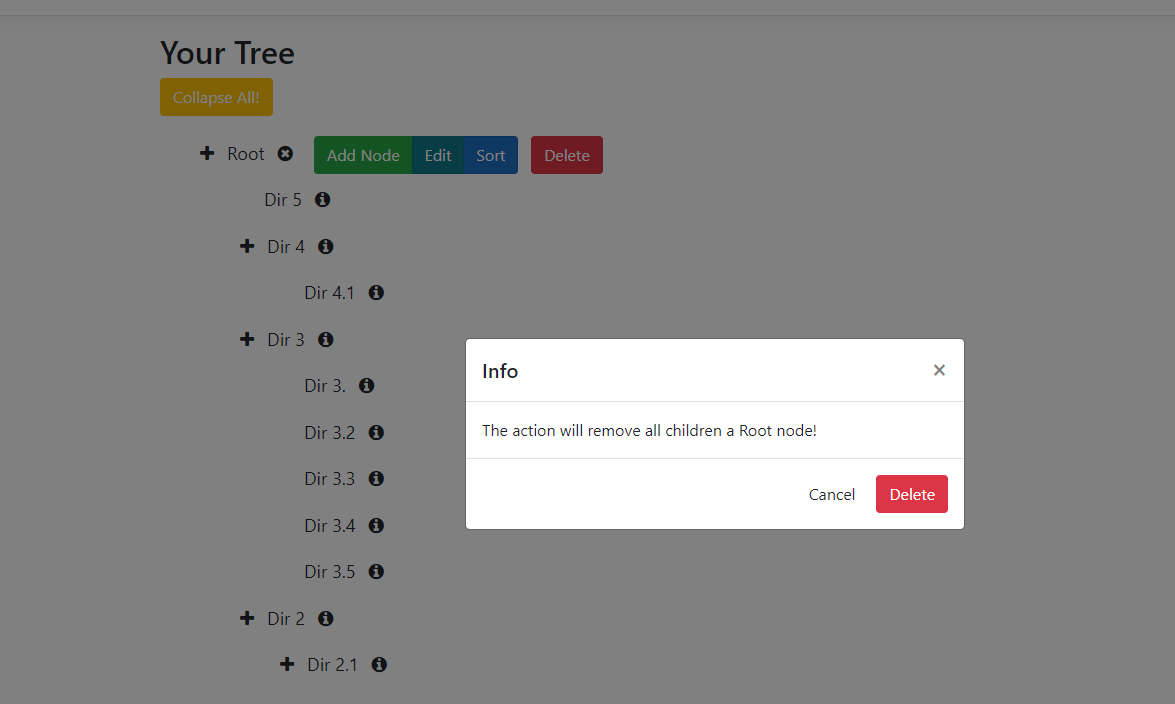 Your Tree
Collapse All!
Root Add Node Edit Sort Delete
Dir 5
Dir 4
Dir 4.1
Dir 3
Info ×
Dir 3.
The action will remove all children a Root node!
Dir 3.2
Dir 3.3
Cancel Delete
Dir 3.4
Dir 3.5
Dir 2
Dir 2.1